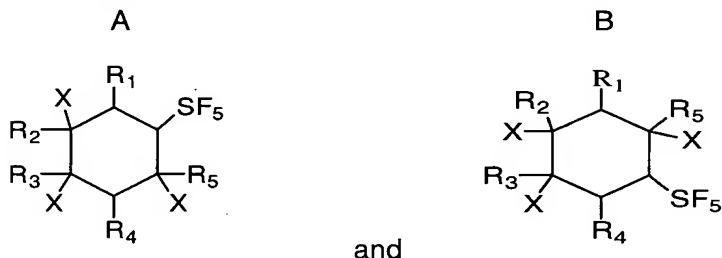 A B
R₁ R₁
X SF₅ R₂ R₅
R₂ X X
R₃ R₅ R₃
X X X SF₅
R₄ R₄
and